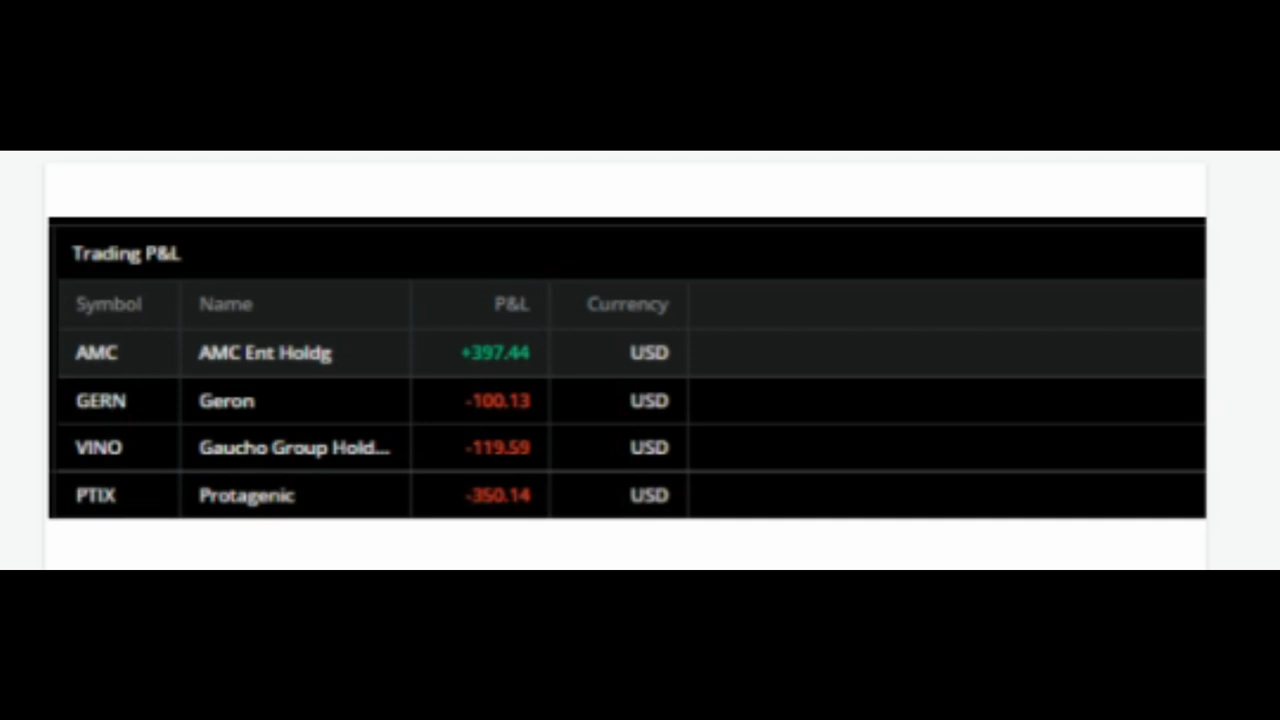 Trading P&L
Symbol Name P&L Currency
AMC AMC Ent Holdg +397.44 USD
GERN Geron -100.13 USD
VINO Gaucho Group Hold... -119.59 USD
PTIX Protagenic -350.14 USD